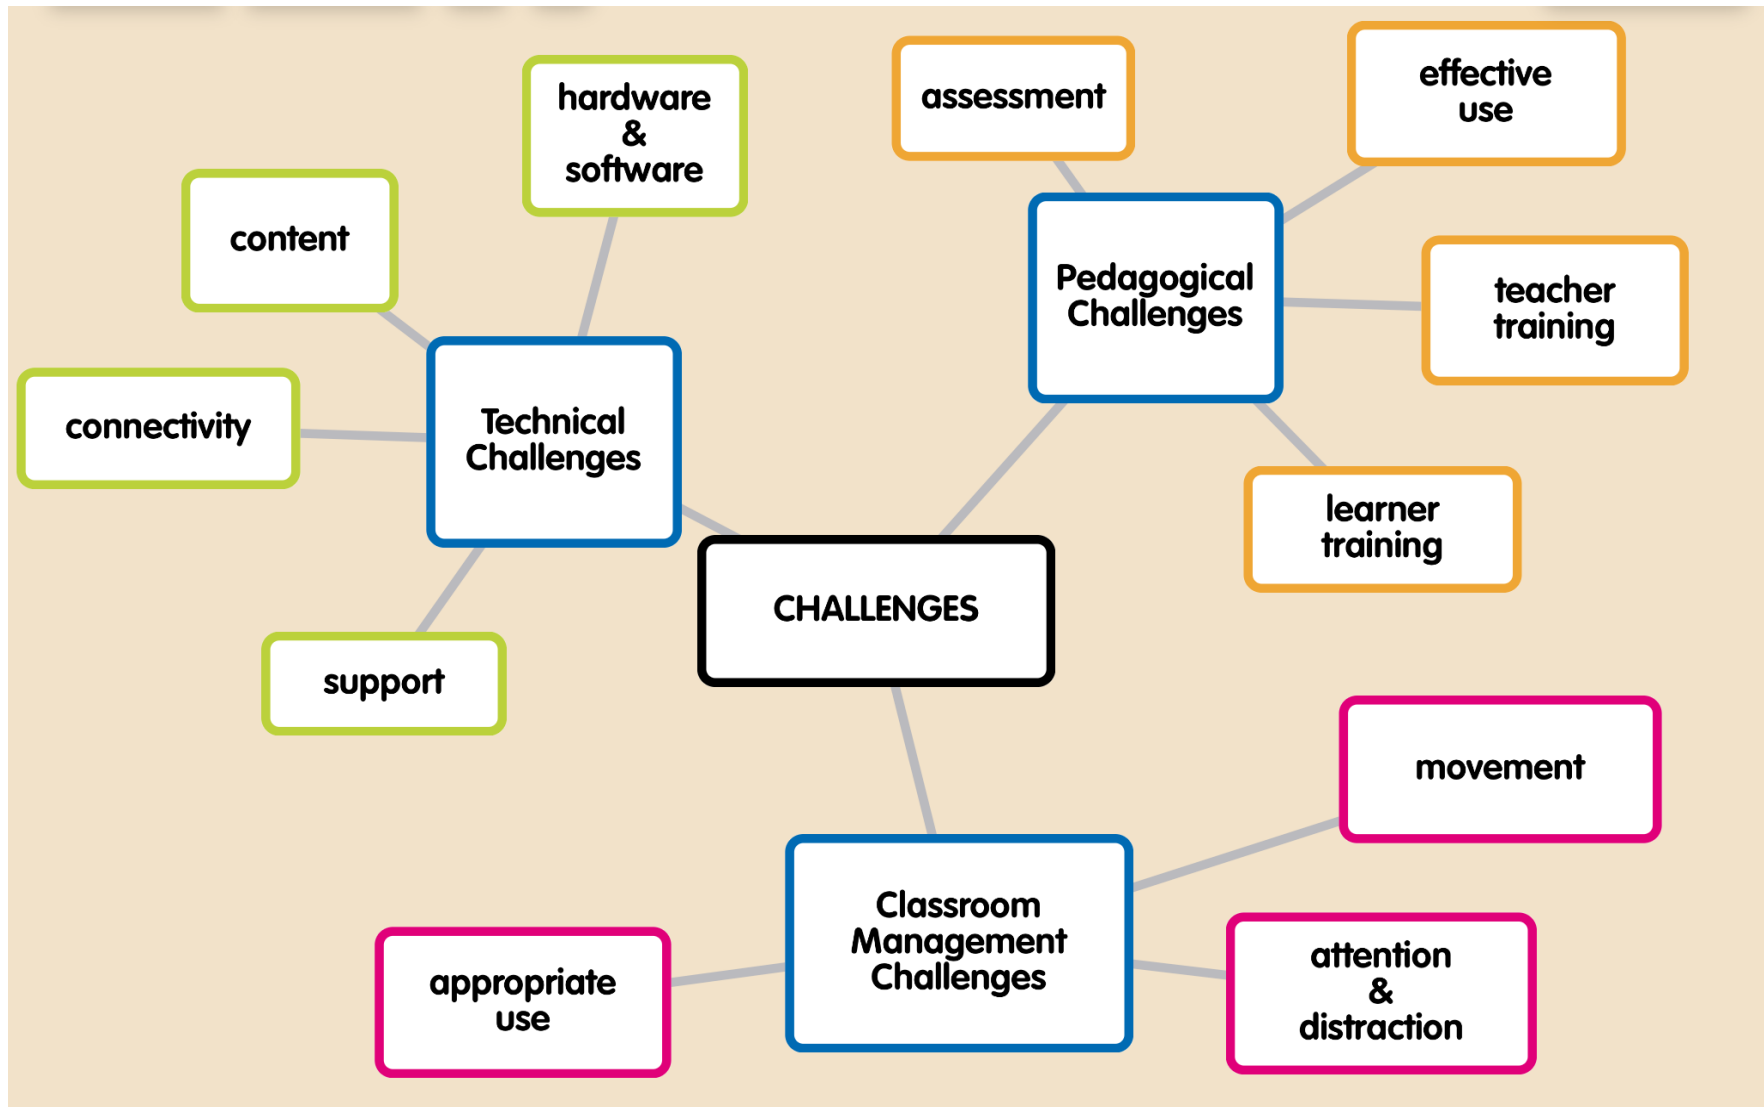 hardware
&
software
content
connectivity
Technical
Challenges
support
assessment
effective
use
Pedagogical
Challenges
teacher
training
learner
training
CHALLENGES
movement
Classroom
Management
Challenges
appropriate
use
attention
&
distraction